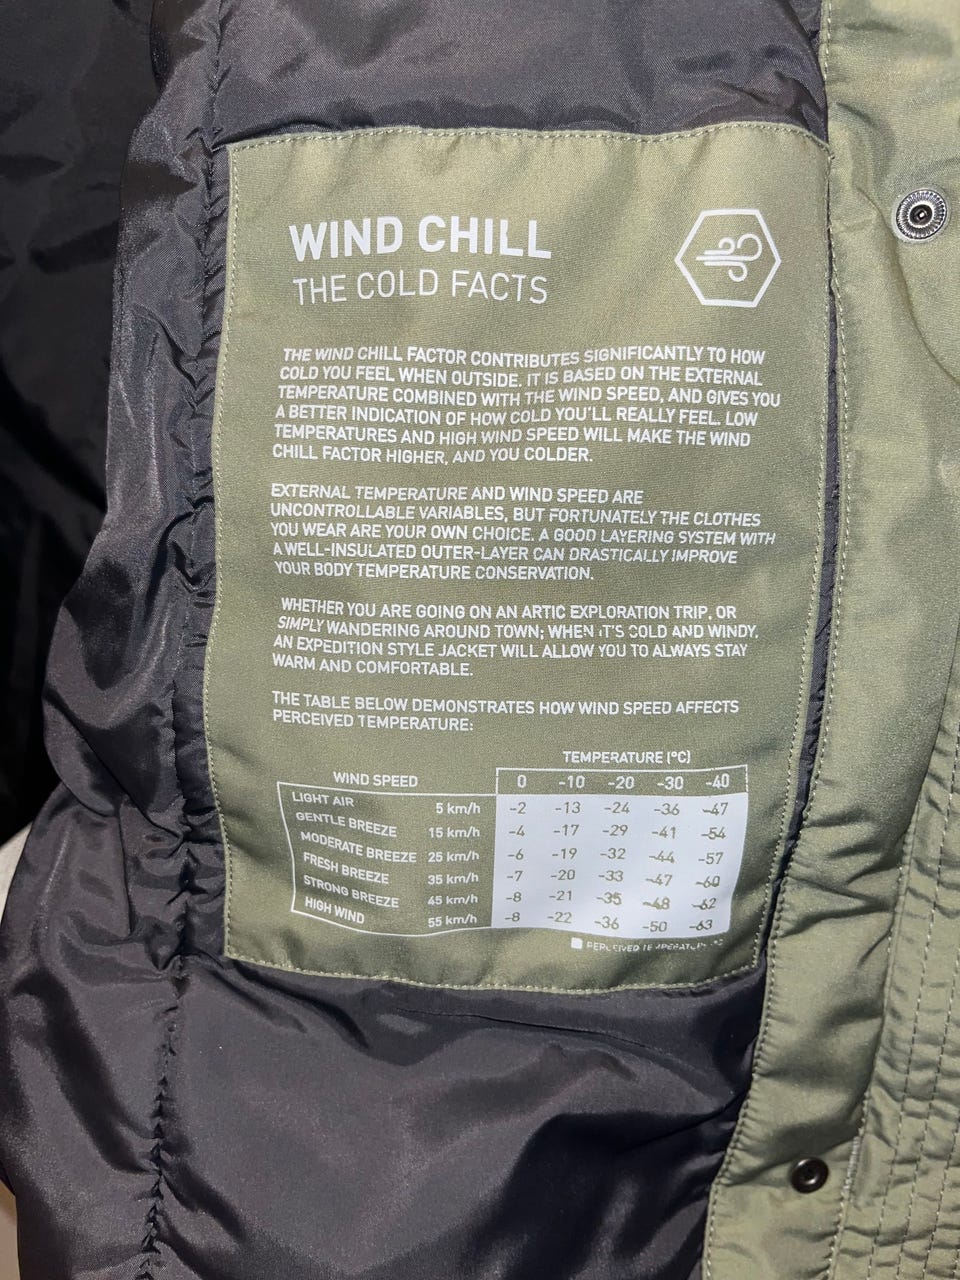 WIND CHILL
THE COLD FACTS
THE WIND CHILL FACTOR CONTRIBUTES SIGNIFICANTLY TO HOW
COLD YOU FEEL WHEN OUTSIDE. IT IS BASED ON THE EXTERNAL
TEMPERATURE COMBINED WITH THE WIND SPEED, AND GIVES YOU
A BETTER INDICATION OF HOW COLD YOU'LL REALLY FEEL. LOW
TEMPERATURES AND HIGH WIND SPEED WILL MAKE THE WIND
CHILL FACTOR HIGHER, AND YOU COLDER.
EXTERNAL TEMPERATURE AND WIND SPEED ARE
UNCONTROLLABLE VARIABLES, BUT FORTUNATELY THE CLOTHES
YOU WEAR ARE YOUR OWN CHOICE. A GOOD LAYERING SYSTEM WITH
A WELL-INSULATED OUTER-LAYER CAN DRASTICALLY IMPROVE
YOUR BODY TEMPERATURE CONSERVATION.
WHETHER YOU ARE GOING ON AN ARTIC EXPLORATION TRIP, OR
SIMPLY WANDERING AROUND TOWN; WHEN IT'S COLD AND WINDY,
AN EXPEDITION STYLE JACKET WILL ALLOW YOU TO ALWAYS STAY
WARM AND COMFORTABLE.
THE TABLE BELOW DEMONSTRATES HOW WIND SPEED AFFECTS
PERCEIVED TEMPERATURE:
TEMPERATURE (°C)
WIND SPEED 0 -10 -20 -30 -40
LIGHT AIR 5 km/h -2 -13 -24 -36 -47
GENTLE BREEZE 15 km/h -4 -17 -29 -41 -54
MODERATE BREEZE 25 km/h -6 -19 -32 -44 -57
FRESH BREEZE 35 km/h -7 -20 -33 -47 -60
STRONG BREEZE 45 km/h -8 -21 -35 -48 -62
HIGH WIND 55 km/h -8 -22 -36 -50 -63
PERCEIVED TEMPERATURE °C